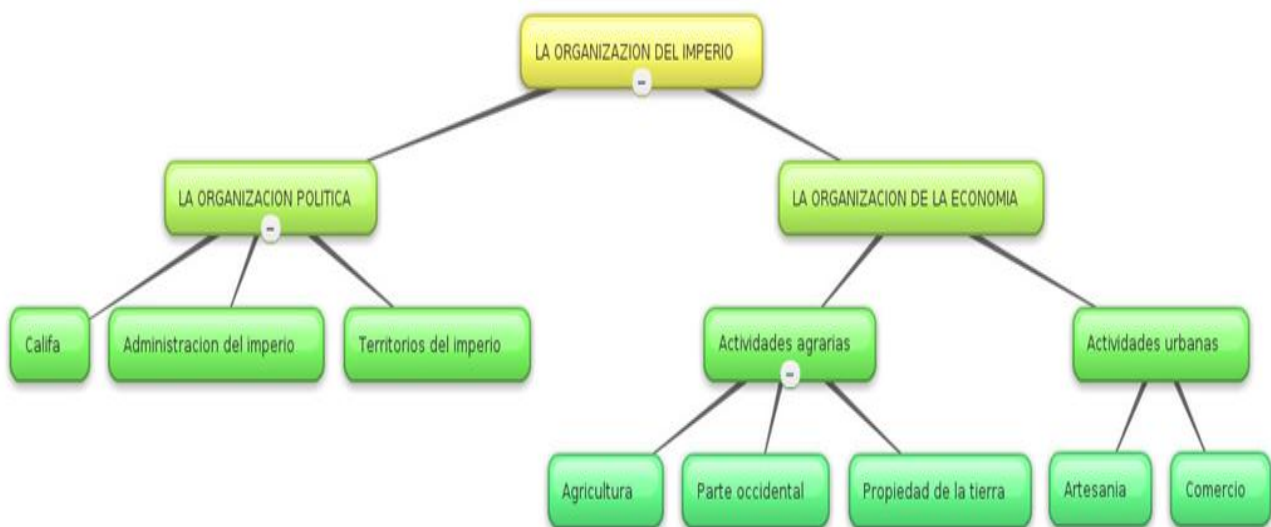 LA ORGANIZAZION DEL IMPERIO
LA ORGANIZACION POLITICA
LA ORGANIZACION DE LA ECONOMIA
Califa
Administracion del imperio
Territorios del imperio
Actividades agrarias
Actividades urbanas
Agricultura
Parte occidental
Propiedad de la tierra
Artesania
Comercio